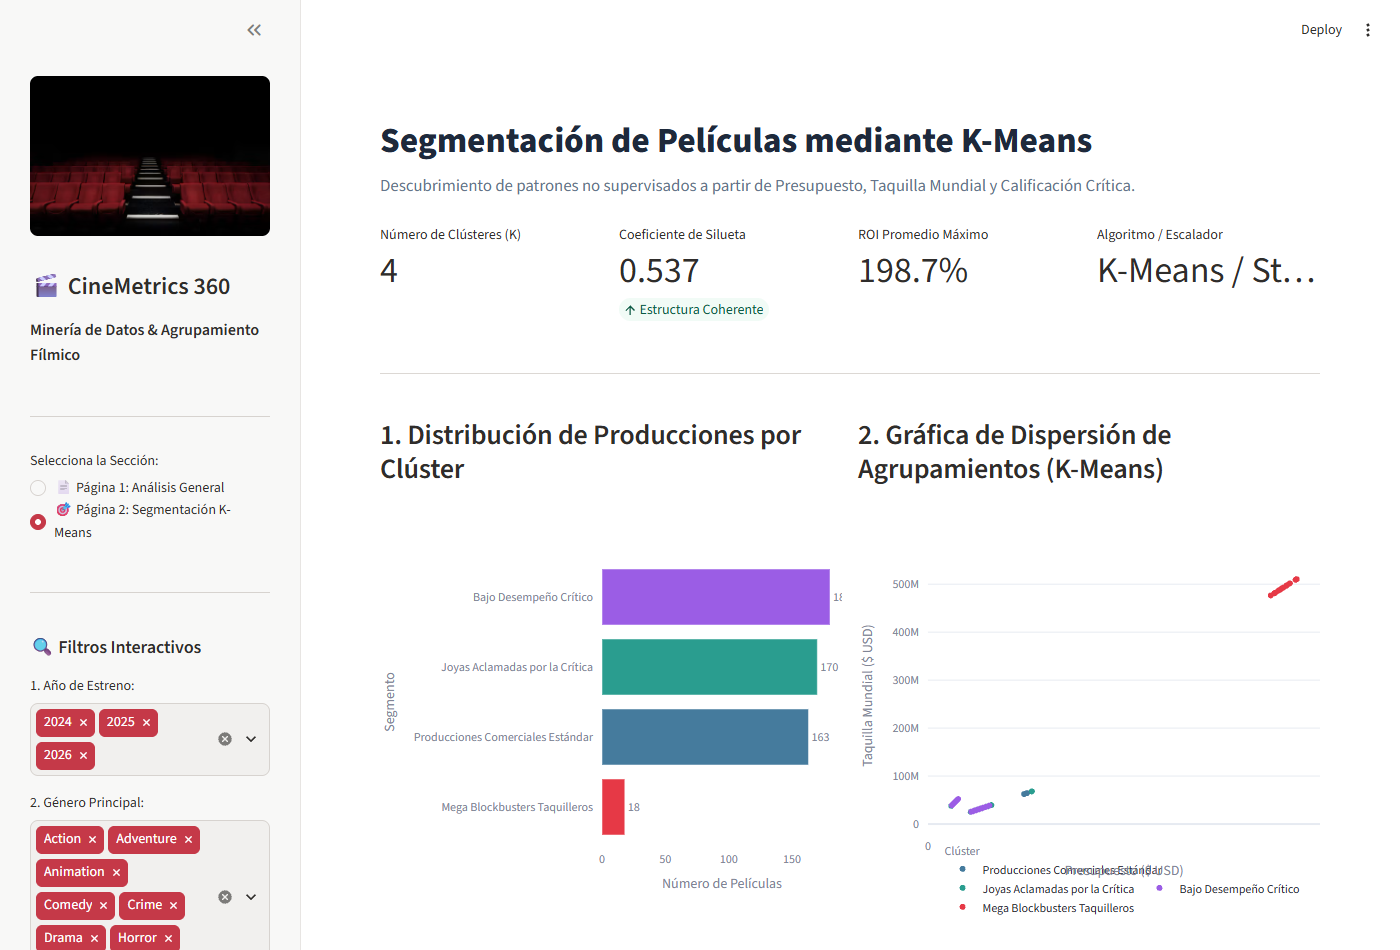 Deploy
CineMetrics 360
Minería de Datos & Agrupamiento
Fílmico
Selecciona la Sección:
Página 1: Análisis General
Página 2: Segmentación K-
Means
Filtros Interactivos
1. Año de Estreno:
2024 × 2025 ×
2026 ×
2. Género Principal:
Action × Adventure ×
Animation ×
Comedy × Crime ×
Drama × Horror ×
Segmentación de Películas mediante K-Means
Descubrimiento de patrones no supervisados a partir de Presupuesto, Taquilla Mundial y Calificación Crítica.
Número de Clústeres (K)
4
Coeficiente de Silueta
0.537
↑ Estructura Coherente
ROI Promedio Máximo
198.7%
Algoritmo / Escalador
K-Means / St...
1. Distribución de Producciones por
Clúster
Segmento
Bajo Desempeño Crítico
Joyas Aclamadas por la Crítica 170
Producciones Comerciales Estándar 163
Mega Blockbusters Taquilleros 18
0 50 100 150
Número de Películas
2. Gráfica de Dispersión de
Agrupamientos (K-Means)
Taquilla Mundial ($ USD)
500M
400M
300M
200M
100M
0
0
Clúster
Presupuesto ($ USD)
Producciones Comerciales Estándar
Joyas Aclamadas por la Crítica Bajo Desempeño Crítico
Mega Blockbusters Taquilleros